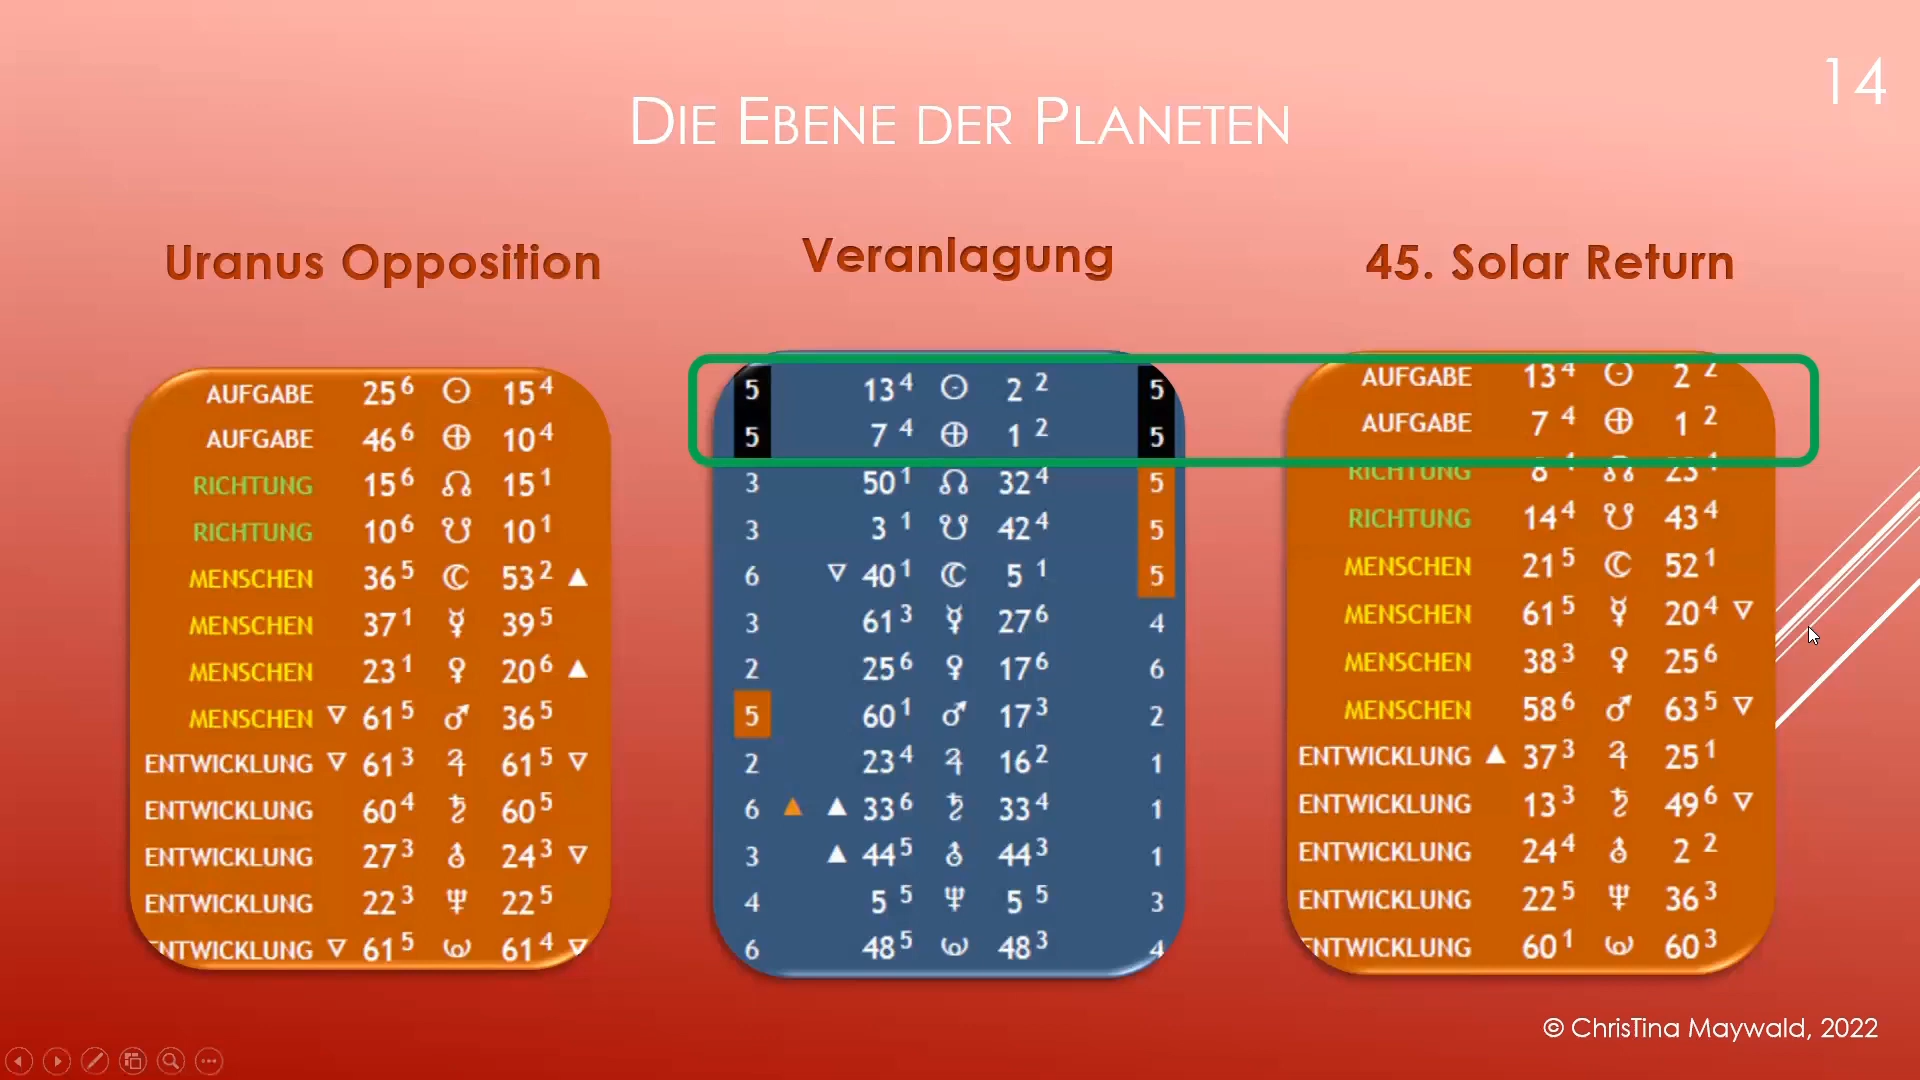 14
DIE EBENE DER PLANETEN
Uranus Opposition
AUFGABE 25 6 ☉ 15 4
AUFGABE 46 6 ⊕ 10 4
RICHTUNG 15 6 ☊ 15 1
RICHTUNG 10 6 ☋ 10 1
MENSCHEN 36 5 ☾ 53 2 ▲
MENSCHEN 37 1 ☿ 39 5
MENSCHEN 23 1 ♀ 20 6 ▲
MENSCHEN ▽ 61 5 ♂ 36 5
ENTWICKLUNG ▽ 61 3 ♃ 61 5 ▽
ENTWICKLUNG 60 4 ♄ 60 5
ENTWICKLUNG 27 3 ⛢ 24 3 ▽
ENTWICKLUNG 22 3 ♆ 22 5
ENTWICKLUNG ▽ 61 5 ♇ 61 4 ▽
Veranlagung
5 13 4 ☉ 2 2 5
5 7 4 ⊕ 1 2 5
3 50 1 ☊ 32 4 5
3 3 1 ☋ 42 4 5
6 ▽ 40 1 ☾ 5 1 5
3 61 3 ☿ 27 6 4
2 25 6 ♀ 17 6 6
5 60 1 ♂ 17 3 2
2 23 4 ♃ 16 2 1
6 ▲ ▲ 33 6 ♄ 33 4 1
3 ▲ 44 5 ⛢ 44 3 1
4 5 5 ♆ 5 5 3
6 48 5 ♇ 48 3 4
45. Solar Return
AUFGABE 13 4 ☉ 2 2
AUFGABE 7 4 ⊕ 1 2
RICHTUNG 8 4 ☊ 23 4
RICHTUNG 14 4 ☋ 43 4
MENSCHEN 21 5 ☾ 52 1
MENSCHEN 61 5 ☿ 20 4 ▽
MENSCHEN 38 3 ♀ 25 6
MENSCHEN 58 6 ♂ 63 5 ▽
ENTWICKLUNG ▲ 37 3 ♃ 25 1
ENTWICKLUNG 13 3 ♄ 49 6 ▽
ENTWICKLUNG 24 4 ⛢ 2 2
ENTWICKLUNG 22 5 ♆ 36 3
ENTWICKLUNG 60 1 ♇ 60 3
© ChrisTina Maywald, 2022